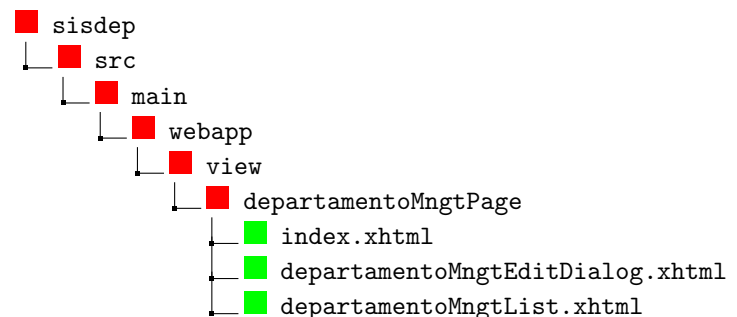 sisdep
src
main
webapp
view
departamentoMngtPage
index.xhtml
departamentoMngtEditDialog.xhtml
departamentoMngtList.xhtml